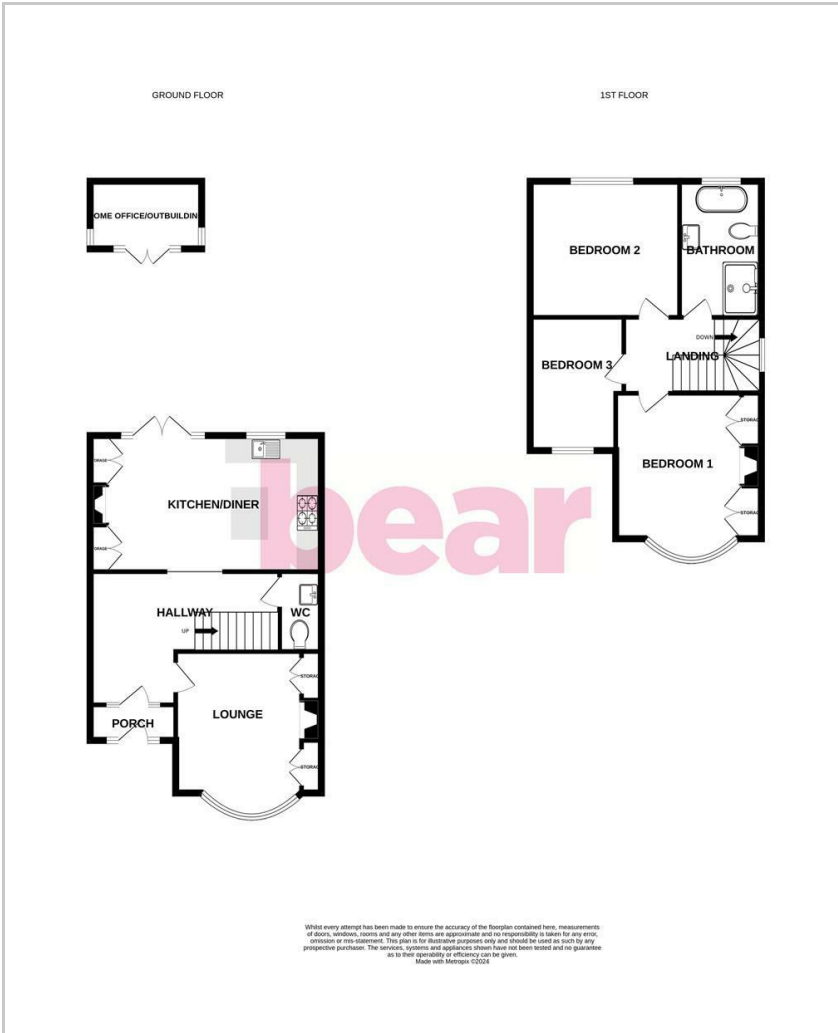 GROUND FLOOR
1ST FLOOR
OME OFFICE/OUTBUILDIN
BEDROOM 2
BATHROOM
DOWN
LANDING
BEDROOM 3
STORAG
BEDROOM 1
STORAG
ORAGE
KITCHEN/DINER
bear
ORAGE
HALLWAY
WC
UP
STORAG
LOUNGE
PORCH
STORAG
Whilst every attempt has been made to ensure the accuracy of the floorplan contained here, measurements
of doors, windows, rooms and any other items are approximate and no responsibility is taken for any error,
omission or mis-statement. This plan is for illustrative purposes only and should be used as such by any
prospective purchaser. The services, systems and appliances shown have not been tested and no guarantee
as to their operability or efficiency can be given.
Made with Metropix ©2024